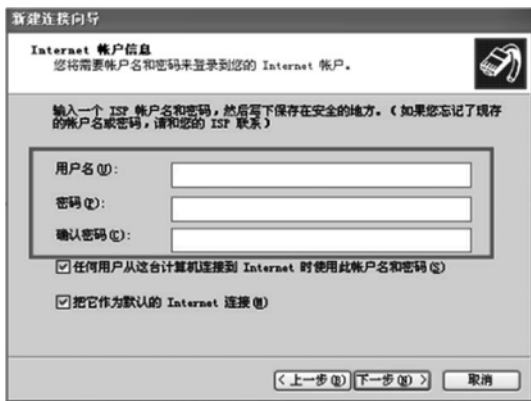 新建连接向导
Internet 帐户信息
您将需要帐户名和密码来登录到您的 Internet 帐户。
输入一个 ISP 帐户名和密码，然后写下保存在安全的地方。（如果您忘记了现存
的帐户名或密码，请和您的 ISP 联系）
用户名(U):
密码(P):
确认密码(C):
任何用户从这台计算机连接到 Internet 时使用此帐户名和密码(S)
把它作为默认的 Internet 连接(M)
<上一步(B) 下一步(N)> 取消